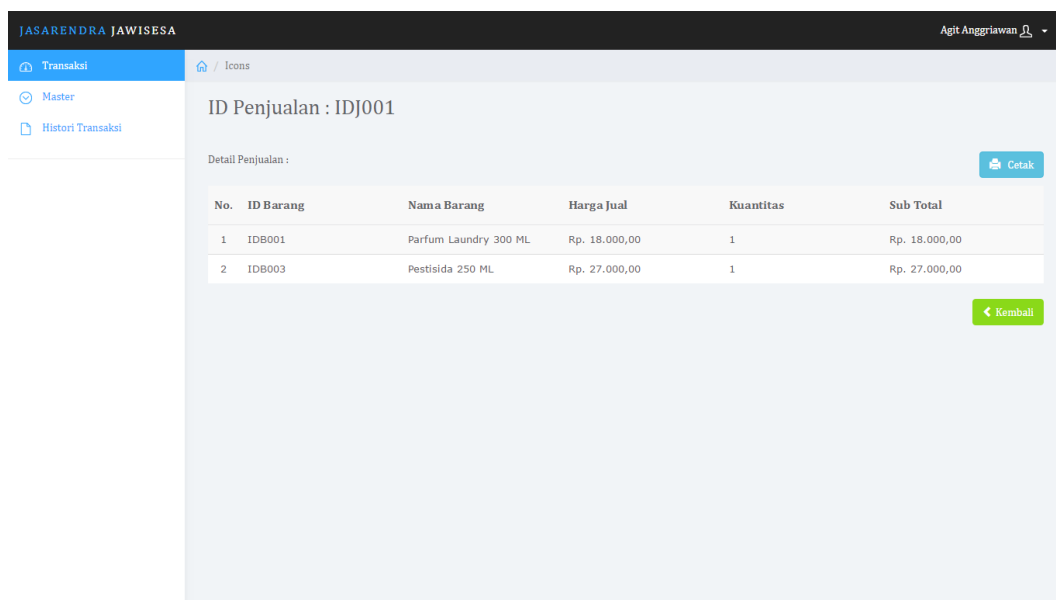 JASARENDRA JAWISESA
Agit Anggriawan
Transaksi
/ Icons
Master
Histori Transaksi
ID Penjualan : IDJ001
Detail Penjualan :
Cetak
No. ID Barang Nama Barang Harga Jual Kuantitas Sub Total
1 IDB001 Parfum Laundry 300 ML Rp. 18.000,00 1 Rp. 18.000,00
2 IDB003 Pestisida 250 ML Rp. 27.000,00 1 Rp. 27.000,00
Kembali